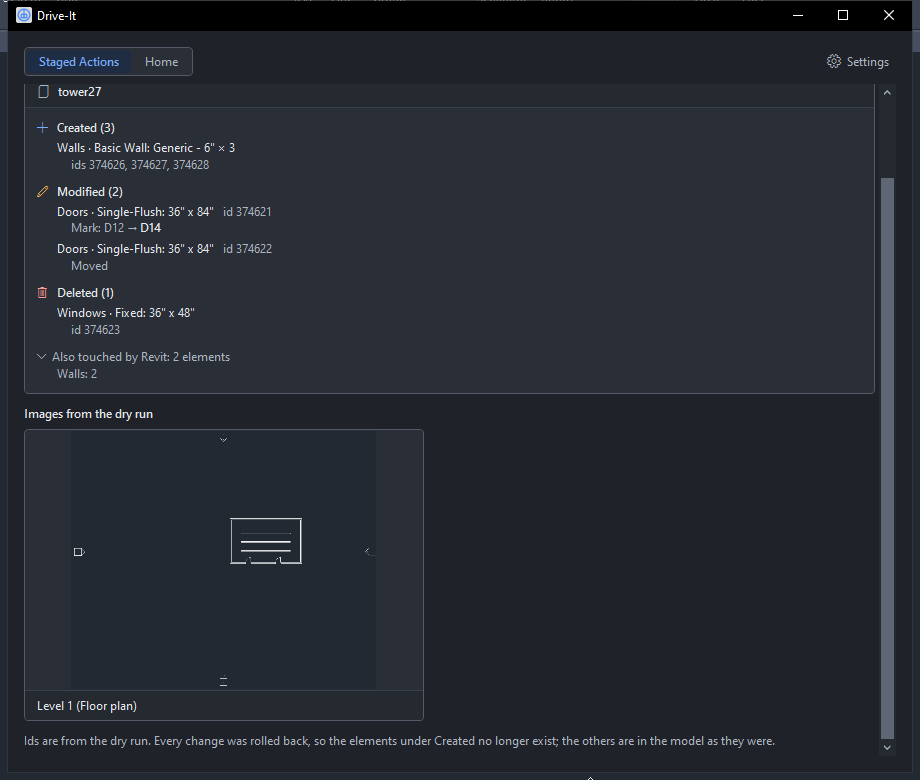 Drive-It
Staged Actions
Home
Settings
tower27
Created (3)
Walls · Basic Wall: Generic - 6" × 3
ids 374626, 374627, 374628
Modified (2)
Doors · Single-Flush: 36" x 84" id 374621
Mark: D12 → D14
Doors · Single-Flush: 36" x 84" id 374622
Moved
Deleted (1)
Windows · Fixed: 36" x 48"
id 374623
Also touched by Revit: 2 elements
Walls: 2
Images from the dry run
Level 1 (Floor plan)
Ids are from the dry run. Every change was rolled back, so the elements under Created no longer exist; the others are in the model as they were.